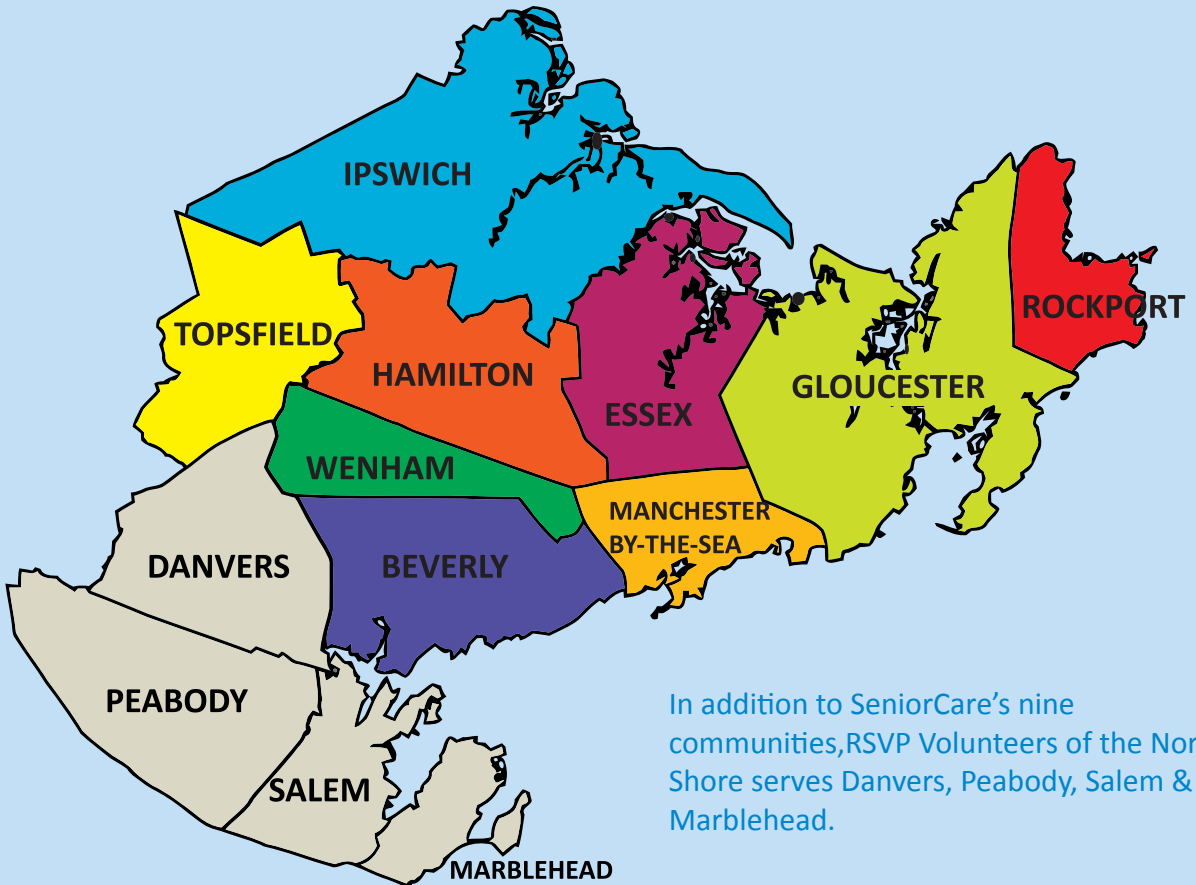 IPSWICH
ROCKPORT
TOPSFIELD
HAMILTON
GLOUCESTER
ESSEX
WENHAM
MANCHESTER
BY-THE-SEA
DANVERS
BEVERLY
PEABODY
SALEM
MARBLEHEAD
In addition to SeniorCare's nine
communities,RSVP Volunteers of the Nor
Shore serves Danvers, Peabody, Salem &
Marblehead.